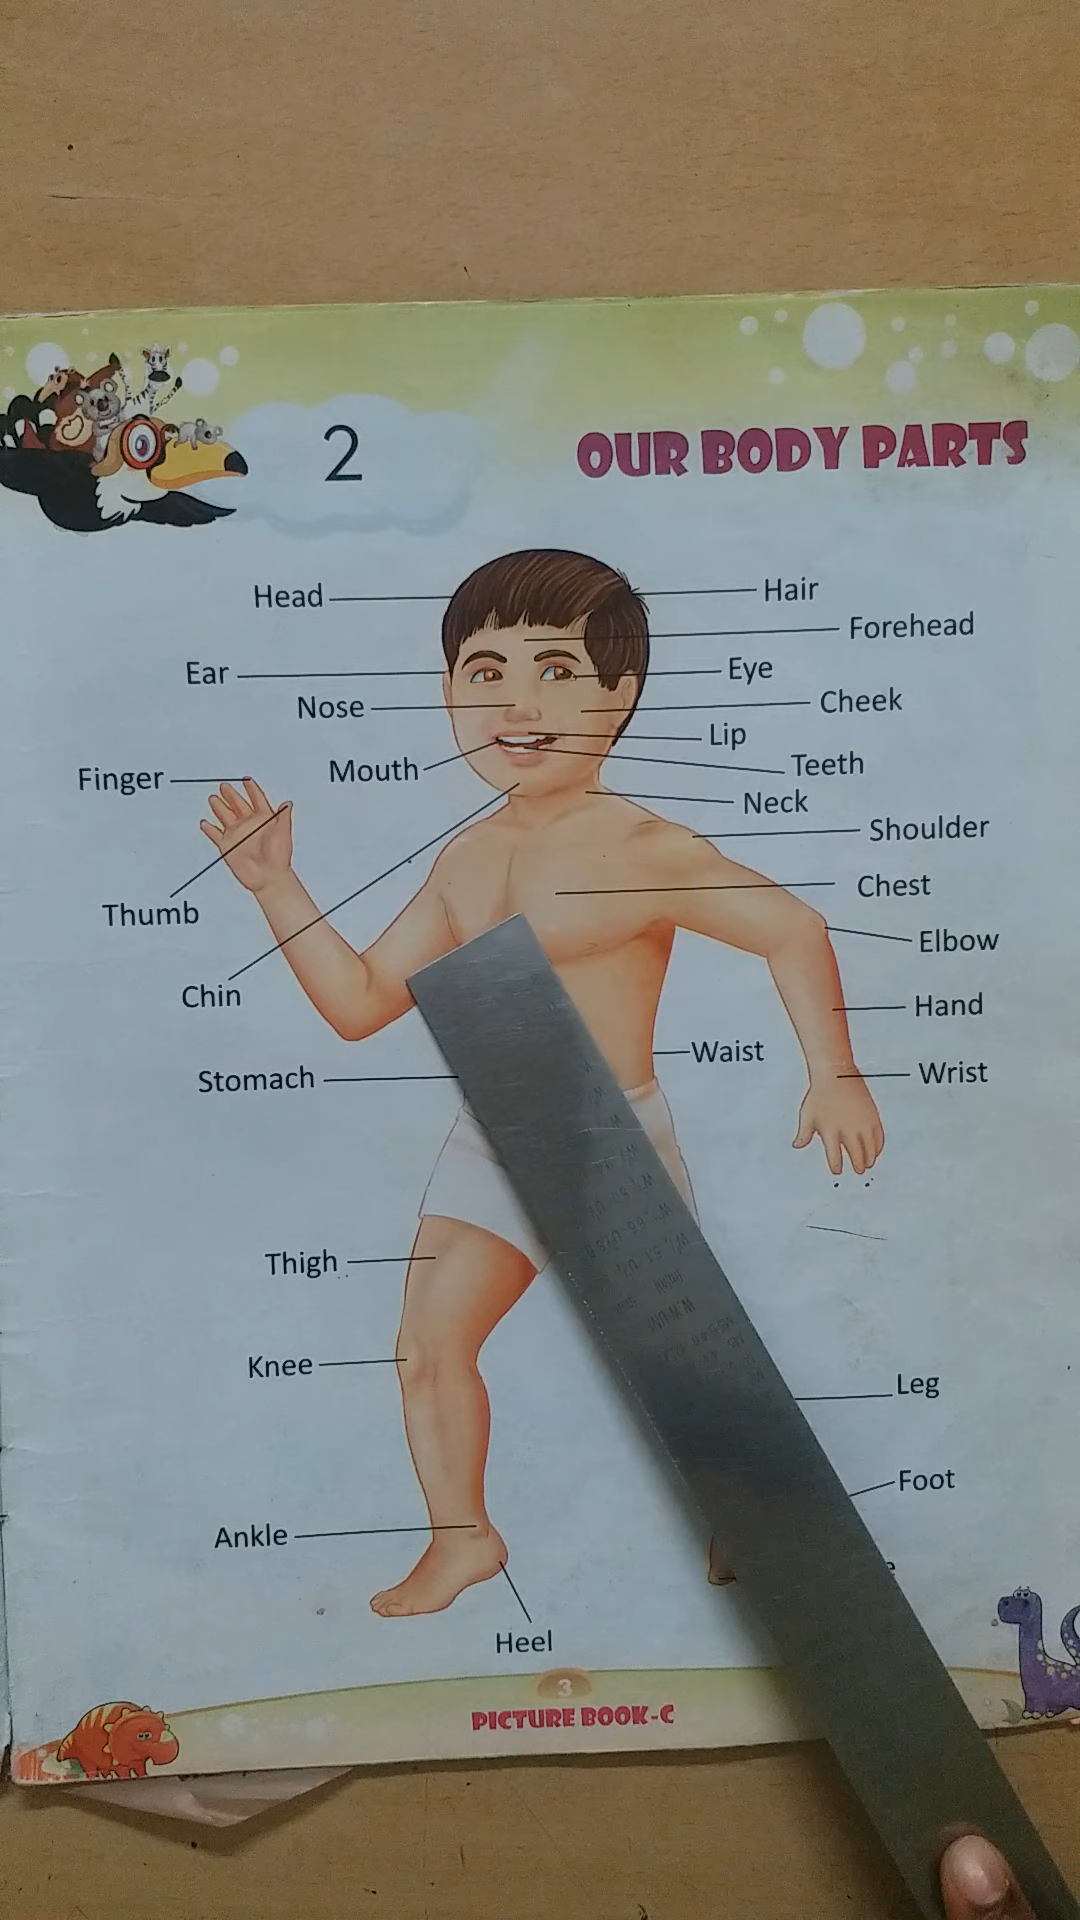 2
OUR BODY PARTS
Head
Hair
Forehead
Ear
Eye
Nose
Cheek
Lip
Mouth
Teeth
Finger
Neck
Shoulder
Thumb
Chest
Elbow
Chin
Hand
Waist
Stomach
Wrist
Thigh
Knee
Leg
Foot
Ankle
Heel
3
PICTURE BOOK-C